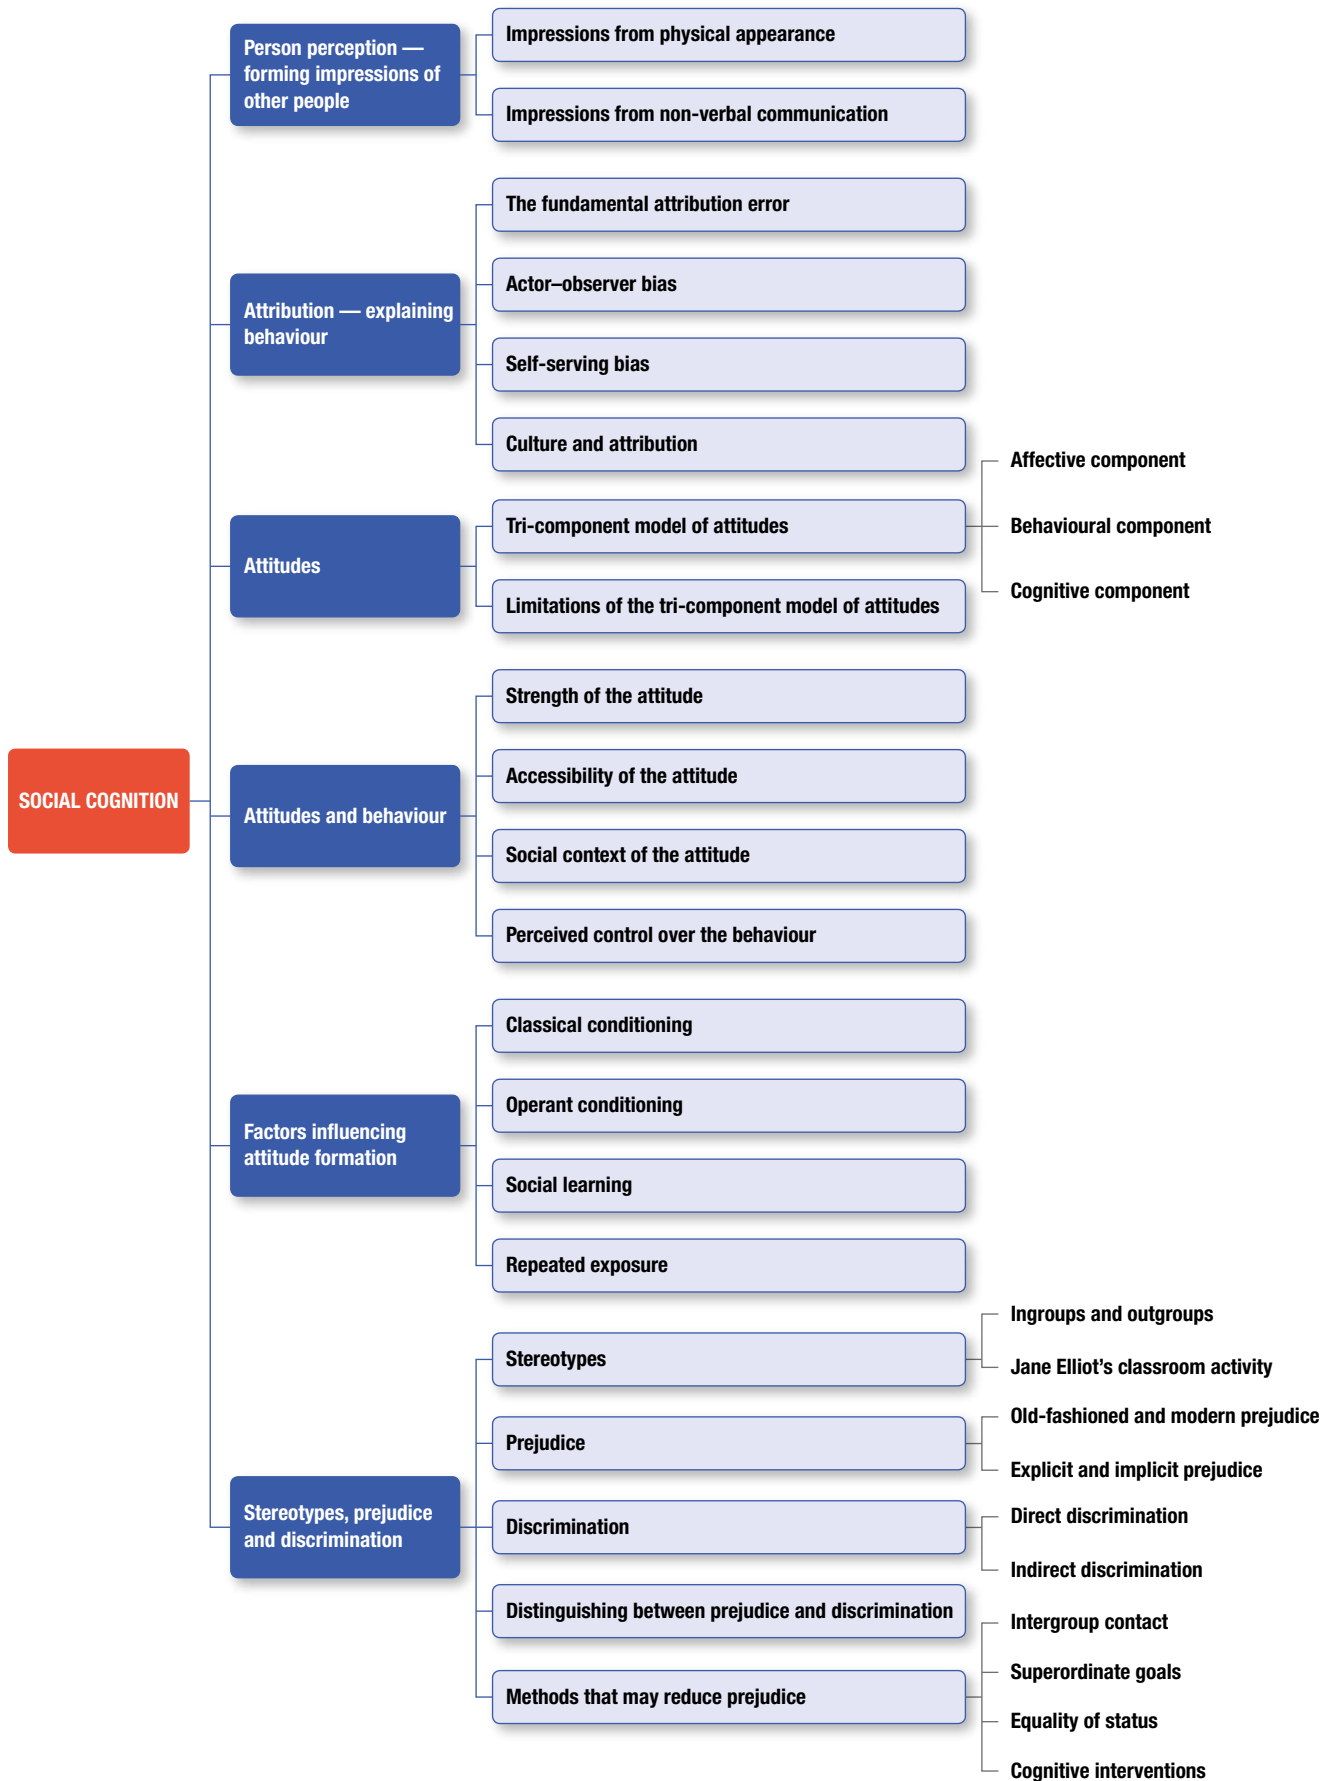 SOCIAL COGNITION
Person perception —
forming impressions of
other people
Impressions from physical appearance
Impressions from non-verbal communication
Attribution — explaining
behaviour
The fundamental attribution error
Actor–observer bias
Self-serving bias
Culture and attribution
Attitudes
Tri-component model of attitudes
Affective component
Behavioural component
Cognitive component
Limitations of the tri-component model of attitudes
Attitudes and behaviour
Strength of the attitude
Accessibility of the attitude
Social context of the attitude
Perceived control over the behaviour
Factors influencing
attitude formation
Classical conditioning
Operant conditioning
Social learning
Repeated exposure
Stereotypes, prejudice
and discrimination
Stereotypes
Ingroups and outgroups
Jane Elliot’s classroom activity
Prejudice
Old-fashioned and modern prejudice
Explicit and implicit prejudice
Discrimination
Direct discrimination
Indirect discrimination
Distinguishing between prejudice and discrimination
Methods that may reduce prejudice
Intergroup contact
Superordinate goals
Equality of status
Cognitive interventions